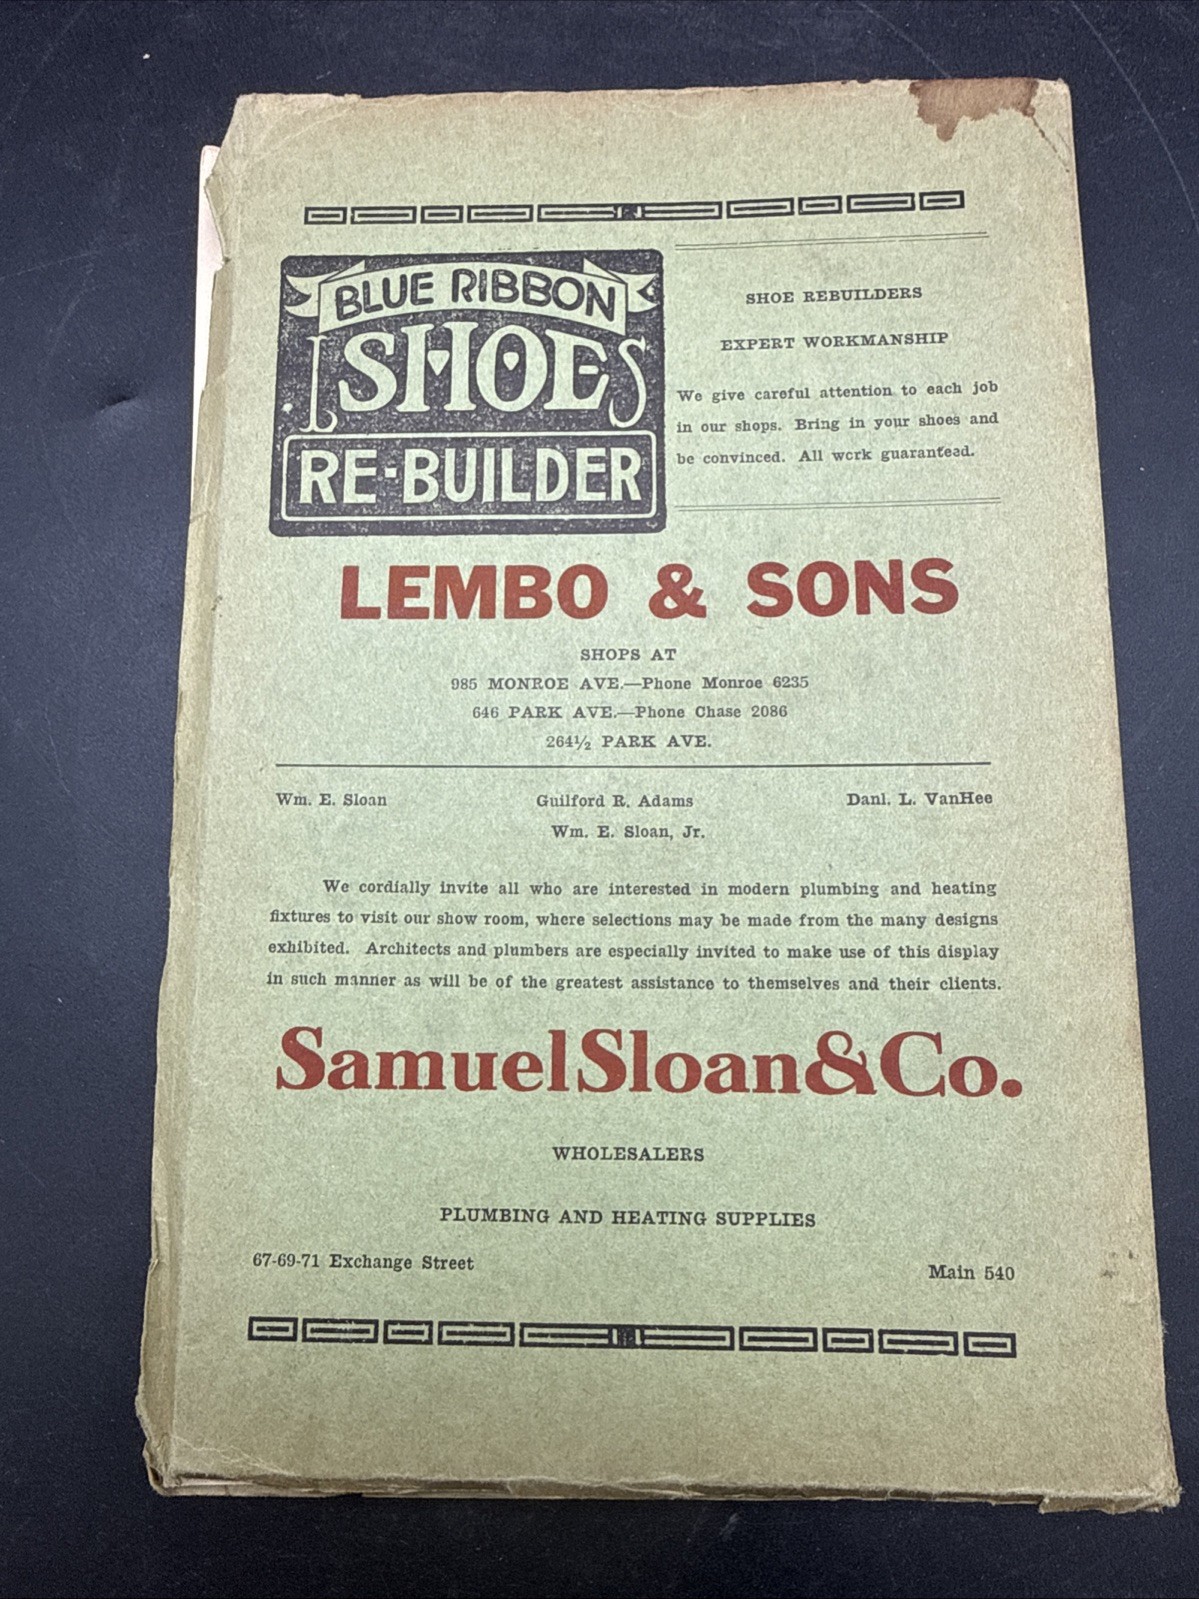 BLUE RIBBON
SHOES
RE-BUILDER
SHOE REBUILDERS
EXPERT WORKMANSHIP
We give careful attention to each job
in our shops. Bring in your shoes and
be convinced. All work guaranteed.
LEMBO & SONS
SHOPS AT
985 MONROE AVE.—Phone Monroe 6235
646 PARK AVE.—Phone Chase 2086
264½ PARK AVE.
Wm. E. Sloan Guilford R. Adams Danl. L. VanHee
Wm. E. Sloan, Jr.
We cordially invite all who are interested in modern plumbing and heating
fixtures to visit our show room, where selections may be made from the many designs
exhibited. Architects and plumbers are especially invited to make use of this display
in such manner as will be of the greatest assistance to themselves and their clients.
Samuel Sloan & Co.
WHOLESALERS
PLUMBING AND HEATING SUPPLIES
67-69-71 Exchange Street Main 540